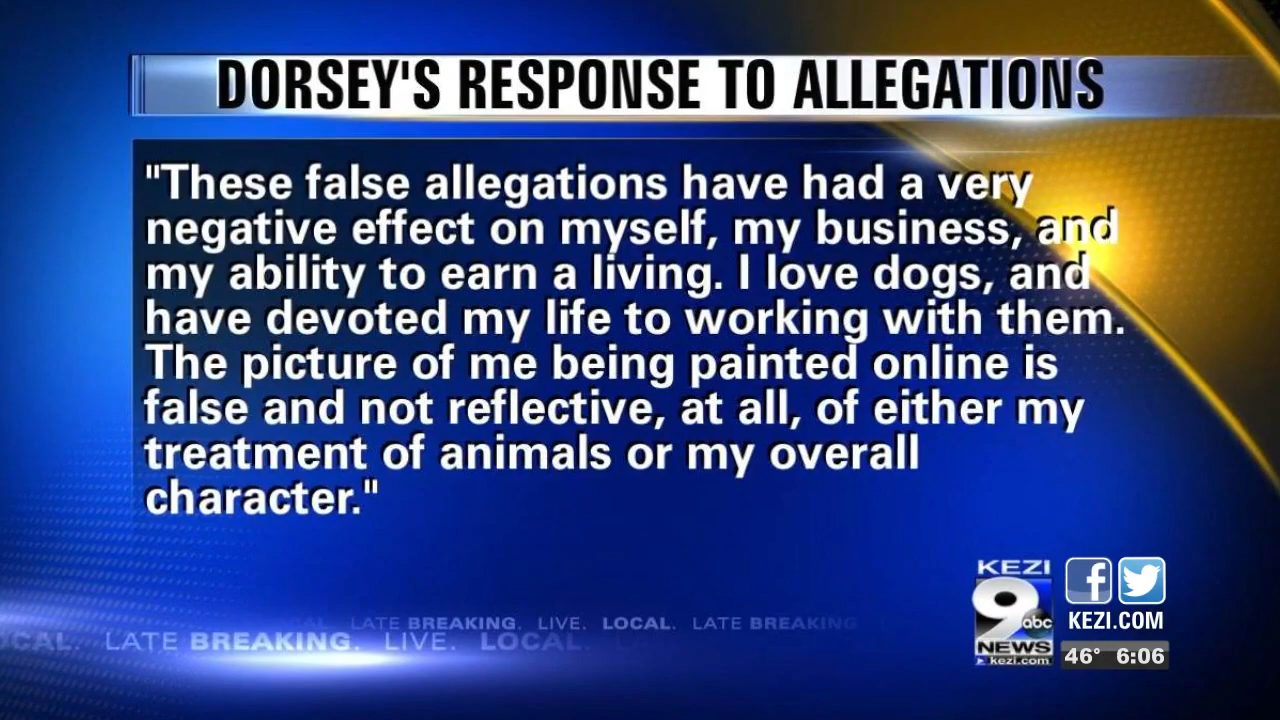 DORSEY'S RESPONSE TO ALLEGATIONS
"These false allegations have had a very
negative effect on myself, my business, and
my ability to earn a living. I love dogs, and
have devoted my life to working with them.
The picture of me being painted online is
false and not reflective, at all, of either my
treatment of animals or my overall
character."
LATE BREAKING. LIVE. LOCAL. LATE BREAKING
OCAL. LATE BREAKING. LIVE. LOCAL.
KEZI
9
abc
NEWS
kezi.com
KEZI.COM
46° 6:06